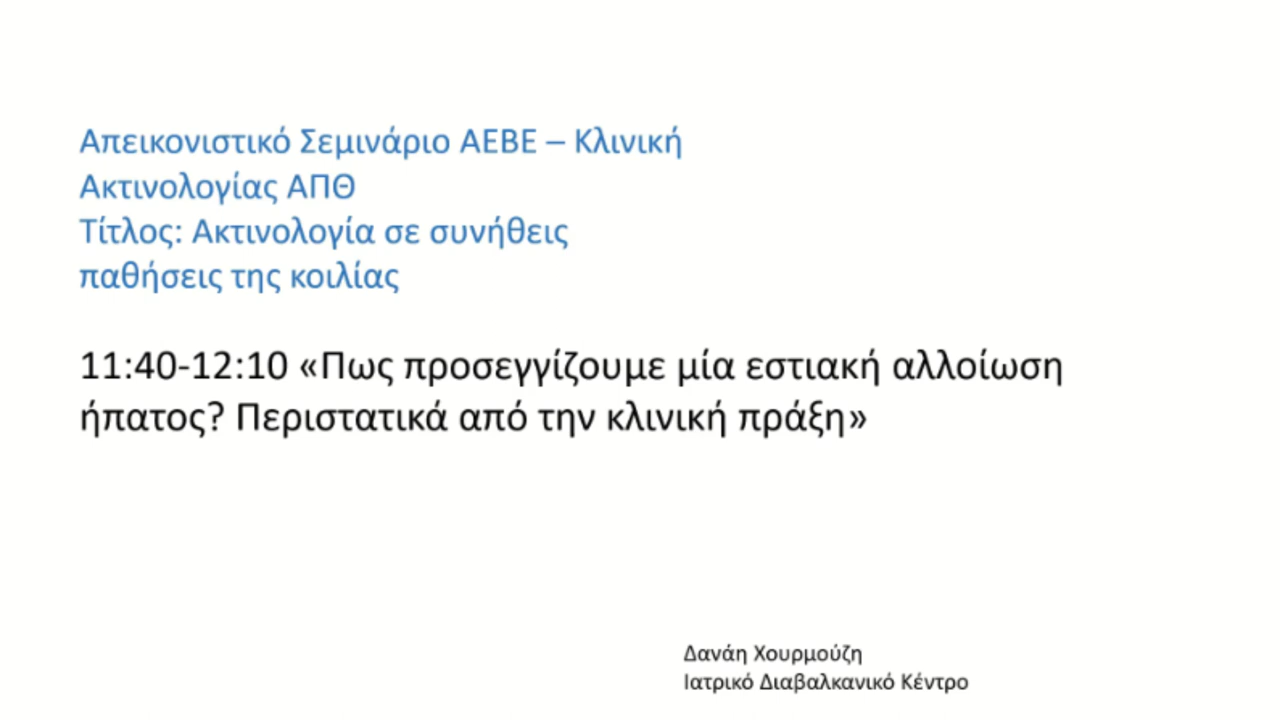 Απεικονιστικό Σεμινάριο ΑΕΒΕ – Κλινική
Ακτινολογίας ΑΠΘ
Τίτλος: Ακτινολογία σε συνήθεις
παθήσεις της κοιλίας
11:40-12:10 «Πως προσεγγίζουμε μία εστιακή αλλοίωση
ήπατος? Περιστατικά από την κλινική πράξη»
Δανάη Χουρμούζη
Ιατρικό Διαβαλκανικό Κέντρο